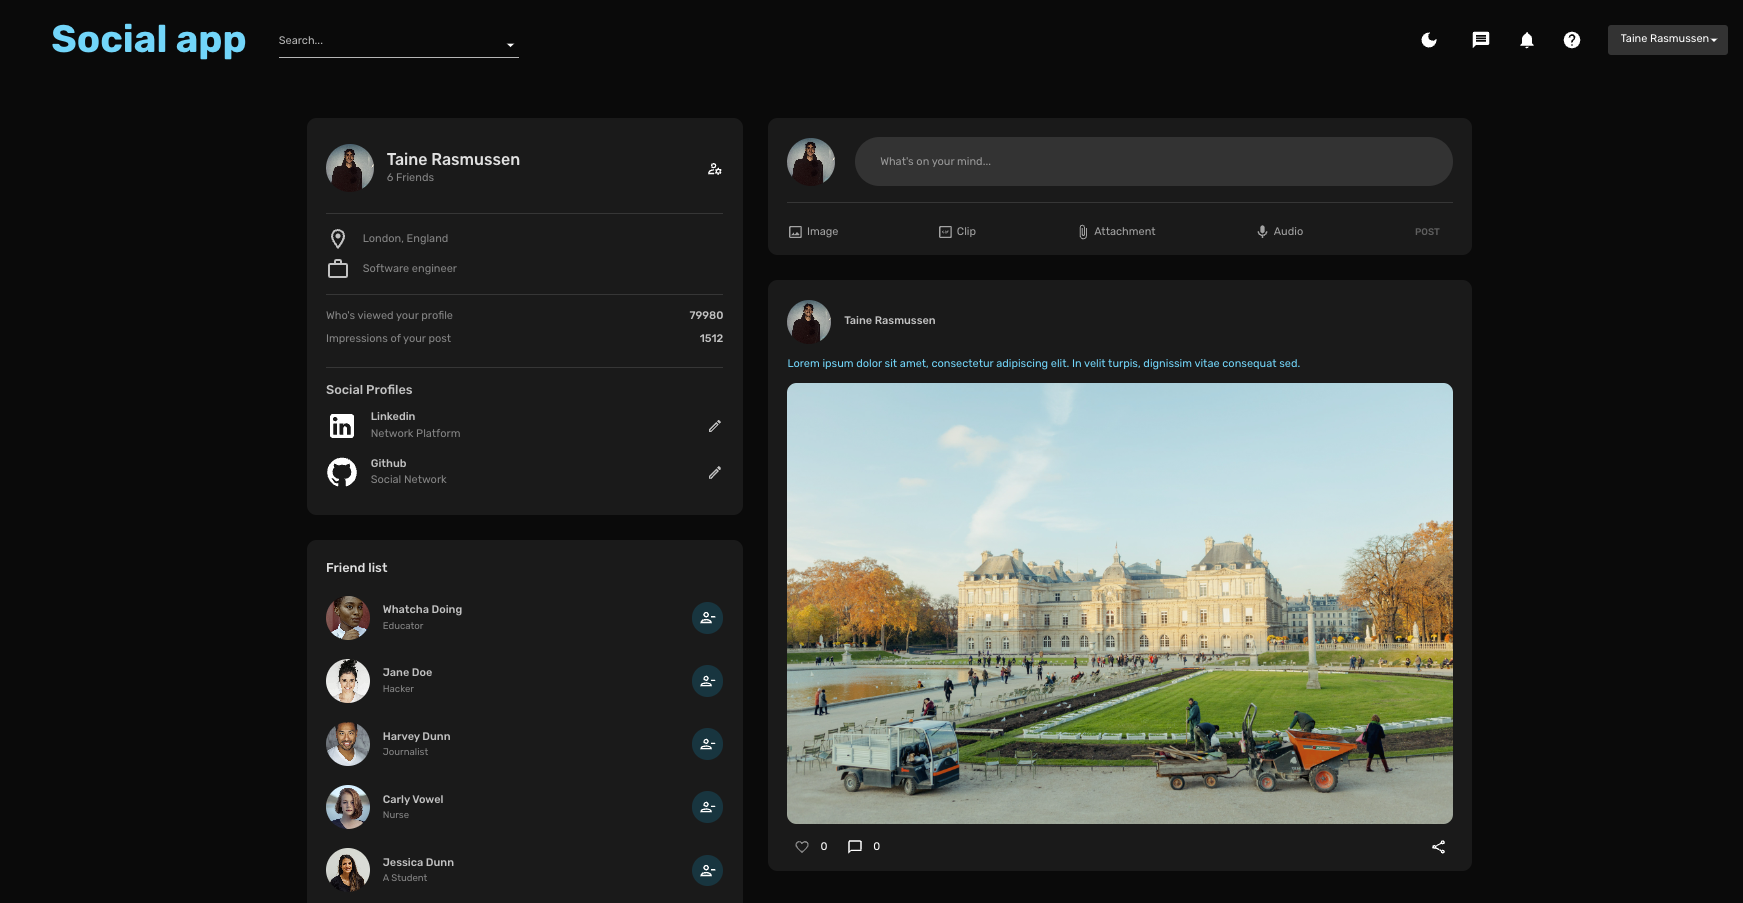 Social app
Search...
Taine Rasmussen
Taine Rasmussen
6 Friends
London, England
Software engineer
Who's viewed your profile 79980
Impressions of your post 1512
Social Profiles
Linkedin
Network Platform
Github
Social Network
Friend list
Whatcha Doing
Educator
Jane Doe
Hacker
Harvey Dunn
Journalist
Carly Vowel
Nurse
Jessica Dunn
A Student
What's on your mind...
Image Clip Attachment Audio POST
Taine Rasmussen
Lorem ipsum dolor sit amet, consectetur adipiscing elit. In velit turpis, dignissim vitae consequat sed.
0 0